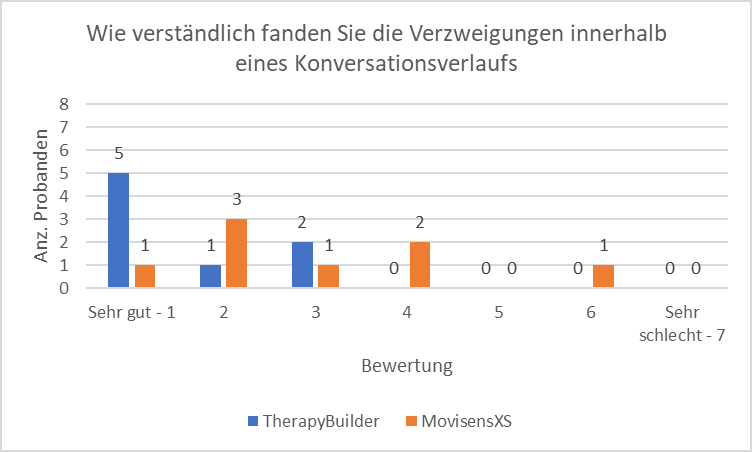 Wie verständlich fanden Sie die Verzweigungen innerhalb
eines Konversationsverlaufs
Anz. Probanden
8
7
6
5
4
3
2
1
0
5 1
1 3
2 1
0 2
0 0
0 1
0 0
Sehr gut - 1 2 3 4 5 6 Sehr
schlecht - 7
Bewertung
TherapyBuilder MovisensXS